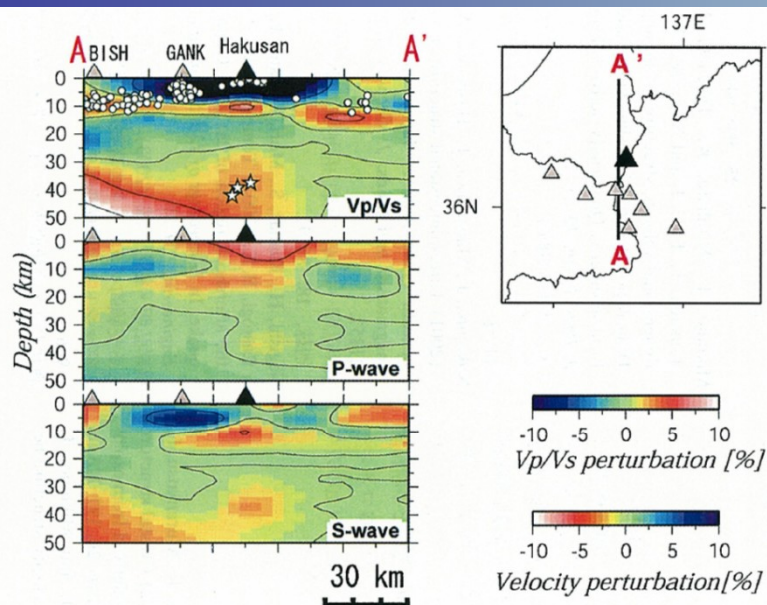 137E
A BISH GANK Hakusan A'
0
10
20
30
40
50
Vp/Vs
0
10
20
30
40
50
P-wave
0
10
20
30
40
50
S-wave
Depth (km)
30 km
A'
36N
A
-10 -5 0 5 10
Vp/Vs perturbation [%]
-10 -5 0 5 10
Velocity perturbation[%]